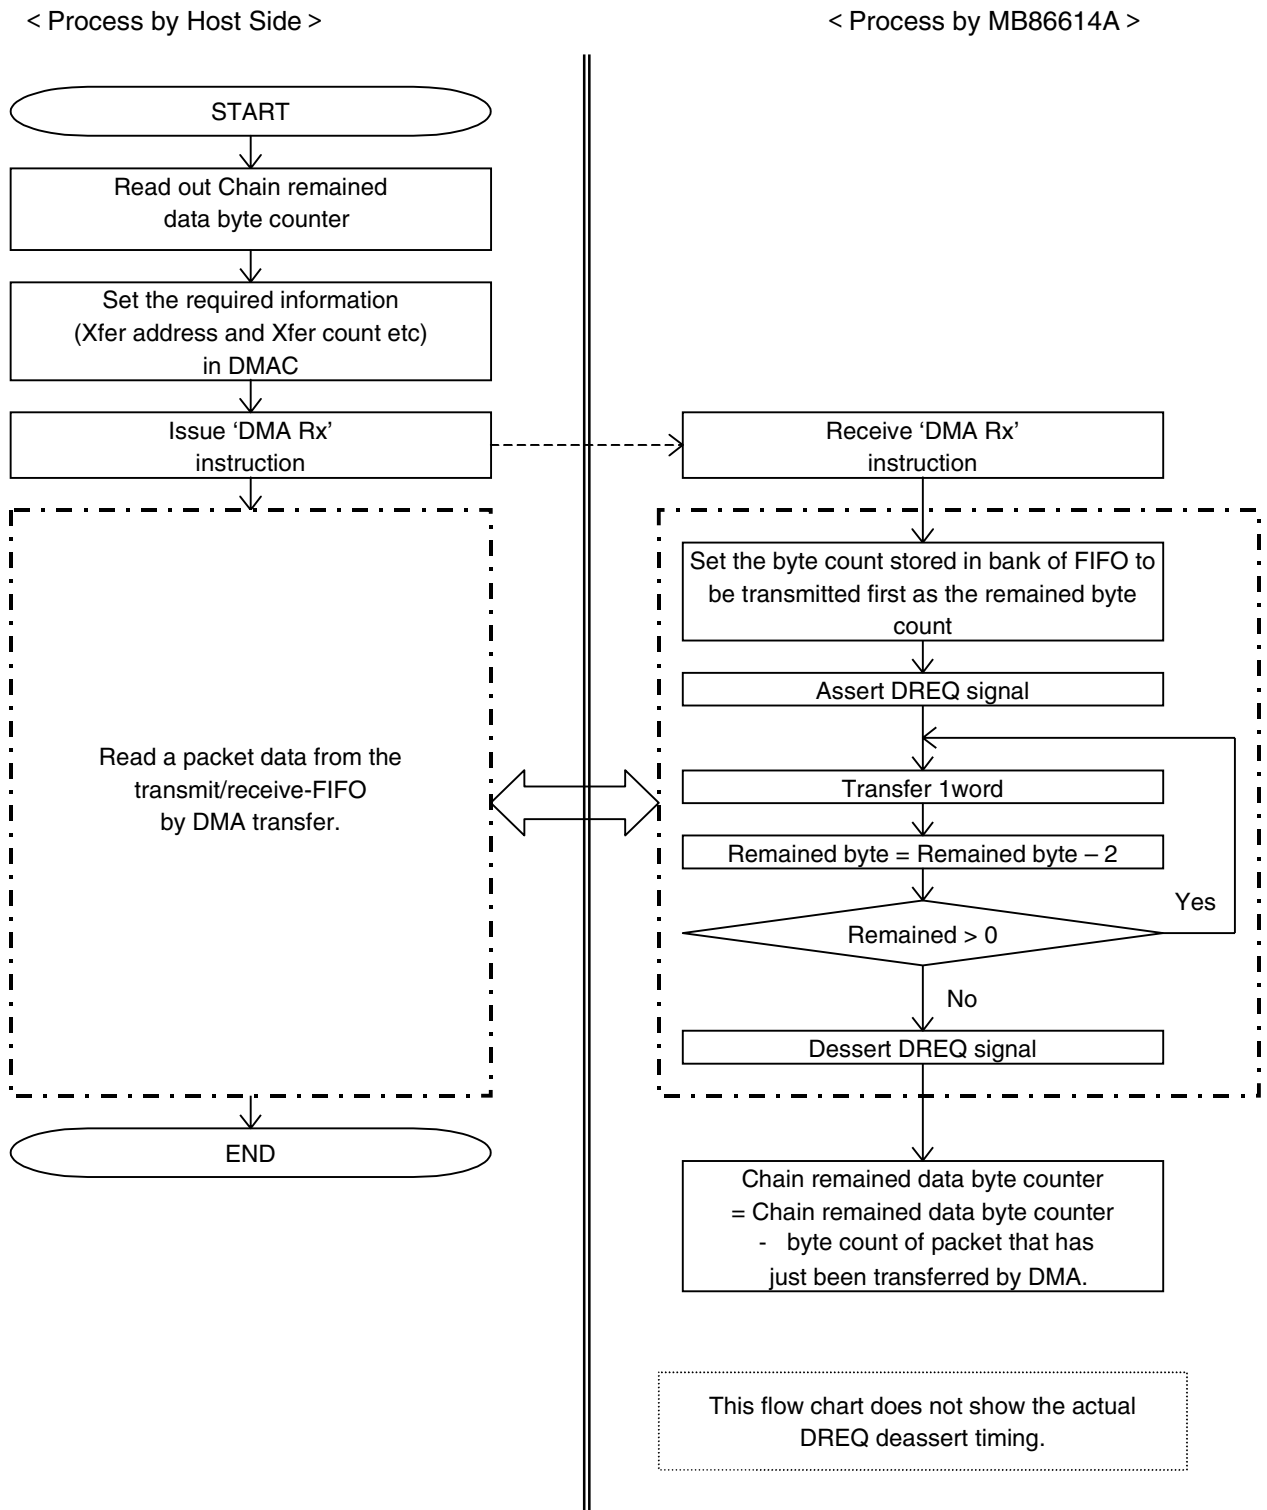 < Process by Host Side >
START
Read out Chain remained
data byte counter
Set the required information
(Xfer address and Xfer count etc)
in DMAC
Issue ‘DMA Rx’
instruction
Read a packet data from the
transmit/receive-FIFO
by DMA transfer.
END
< Process by MB86614A >
Receive ‘DMA Rx’
instruction
Set the byte count stored in bank of FIFO to
be transmitted first as the remained byte
count
Assert DREQ signal
Transfer 1word
Remained byte = Remained byte – 2
Yes
Remained > 0
No
Dessert DREQ signal
Chain remained data byte counter
= Chain remained data byte counter
- byte count of packet that has
just been transferred by DMA.
This flow chart does not show the actual
DREQ deassert timing.